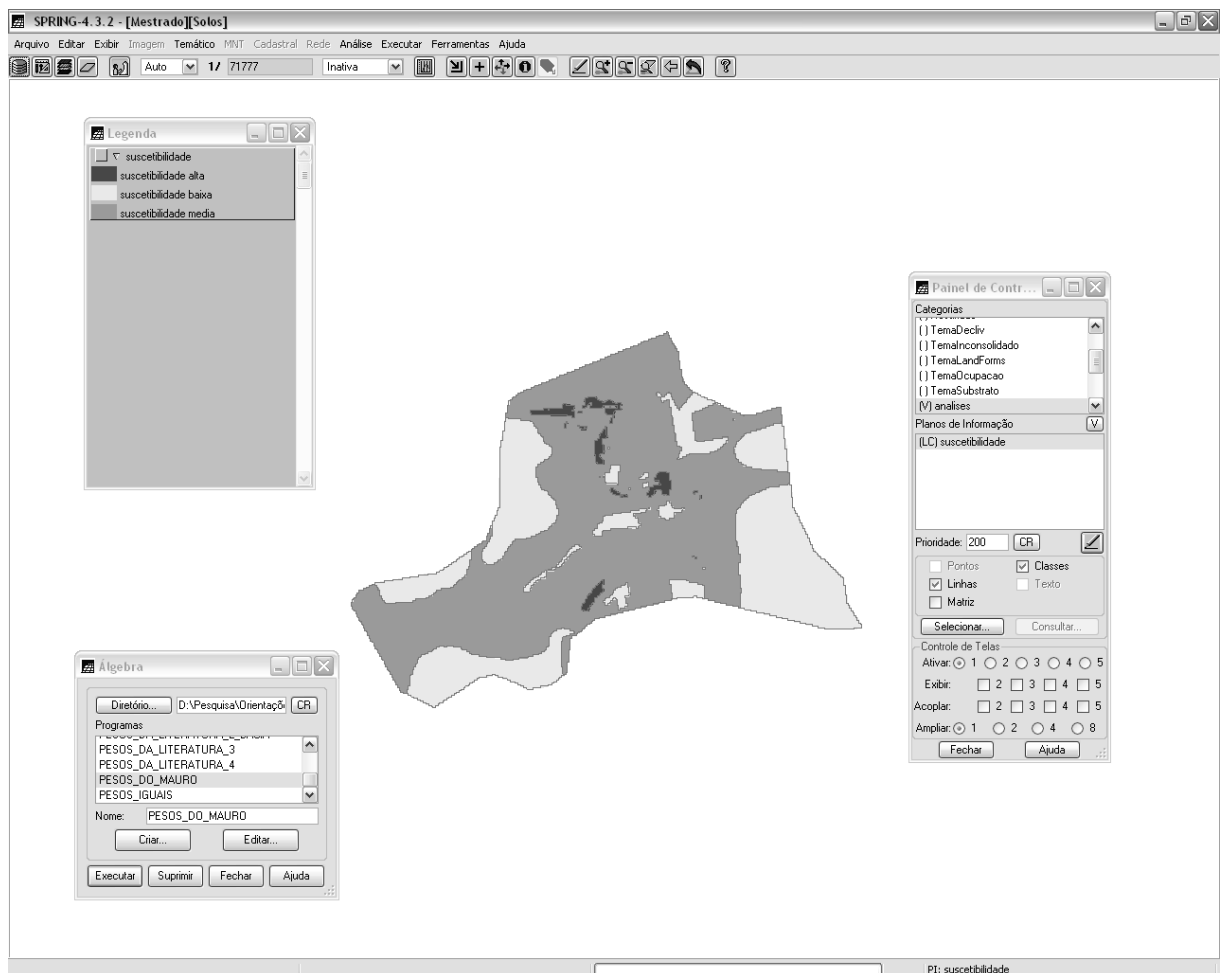 SPRING-4.3.2 - [Mestrado][Solos]
Arquivo Editar Exibir Imagem Temático MNT Cadastral Rede Análise Executar Ferramentas Ajuda
Auto 1/ 71777 Inativa
Legenda
suscetibilidade
suscetibilidade alta
suscetibilidade baixa
suscetibilidade media
Painel de Contr...
Categorias
( ) TemaDecliv
( ) TemaInconsolidado
( ) TemaLandForms
( ) TemaOcupacao
( ) TemaSubstrato
(V) analises
Planos de Informação V
(LC) suscetibilidade
Prioridade: 200 CR
Pontos Classes
Linhas Texto
Matriz
Selecionar... Consultar...
Controle de Telas
Ativar: 1 2 3 4 5
Exibir: 2 3 4 5
Acoplar: 2 3 4 5
Ampliar: 1 2 4 8
Fechar Ajuda
Álgebra
Diretório... D:\Pesquisa\Orientaçõ CR
Programas
PESOS_DA_LITERATURA_3
PESOS_DA_LITERATURA_4
PESOS_DO_MAURO
PESOS_IGUAIS
Nome: PESOS_DO_MAURO
Criar... Editar...
Executar Suprimir Fechar Ajuda
PI: suscetibilidade